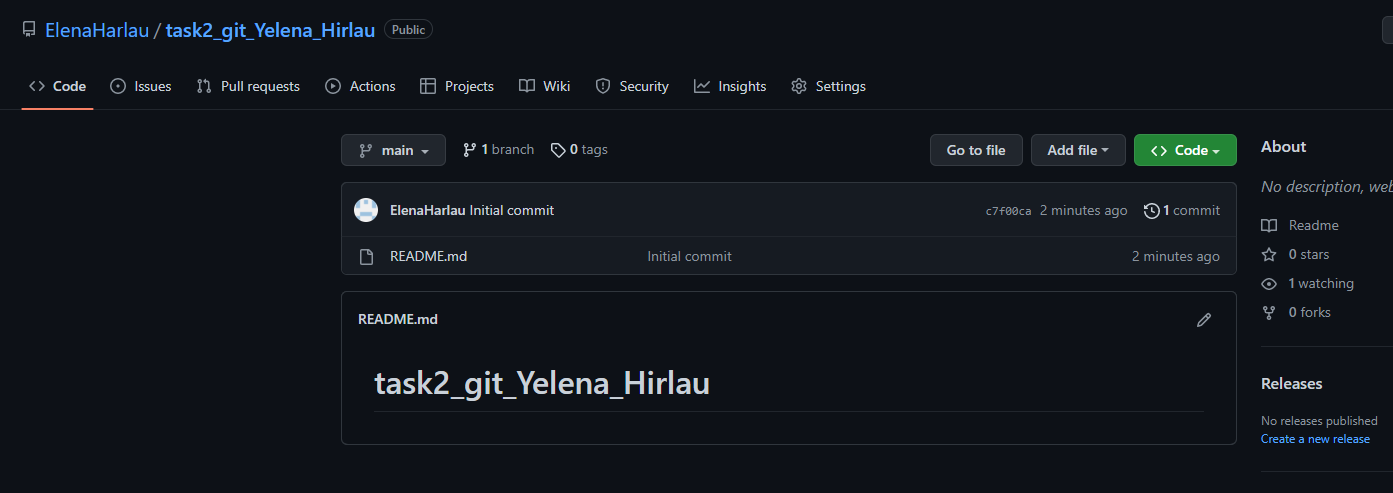 ElenaHarlau / task2_git_Yelena_Hirlau Public
Code Issues Pull requests Actions Projects Wiki Security Insights Settings
main 1 branch 0 tags Go to file Add file Code
ElenaHarlau Initial commit c7f00ca 2 minutes ago 1 commit
README.md Initial commit 2 minutes ago
README.md
task2_git_Yelena_Hirlau
About
No description, web
Readme
0 stars
1 watching
0 forks
Releases
No releases published
Create a new release